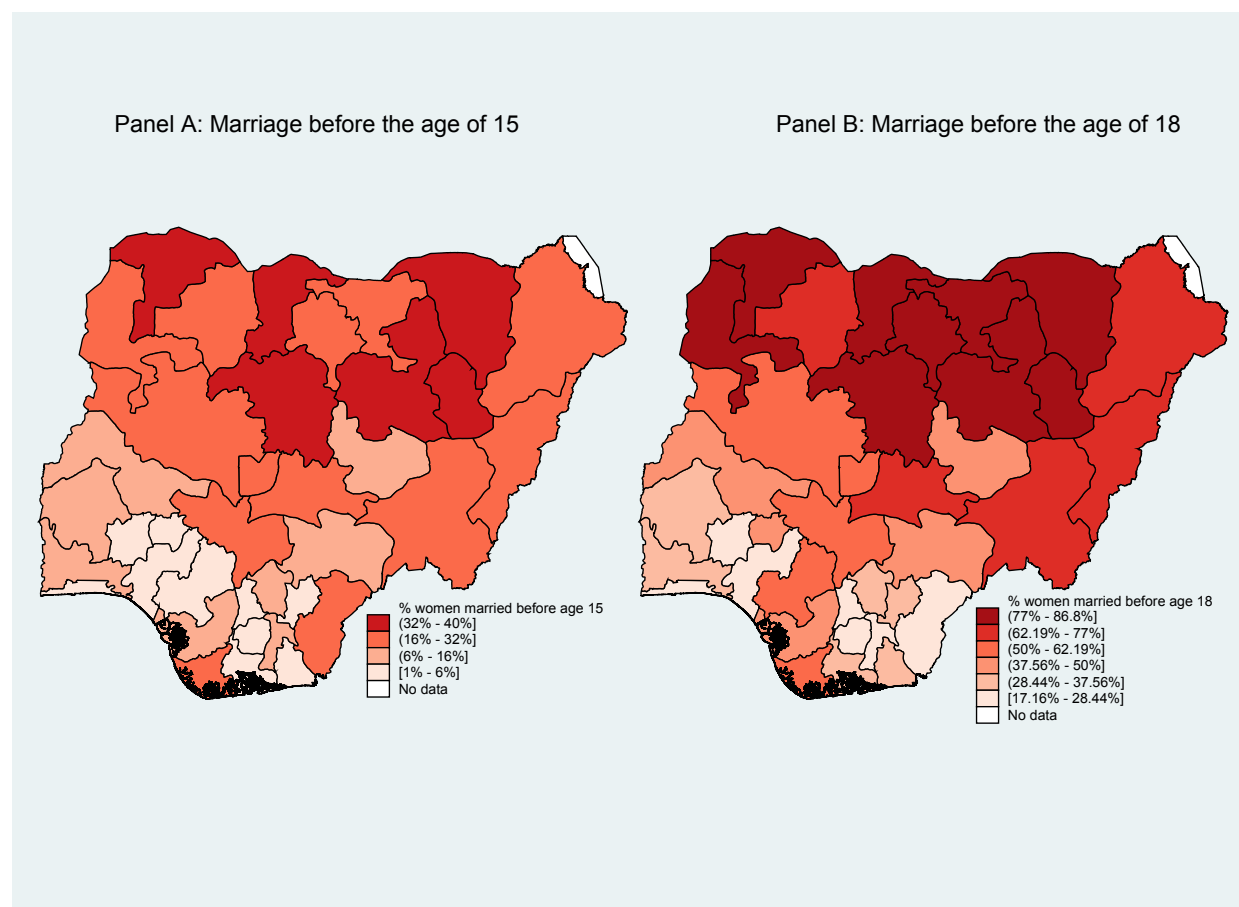 Panel A: Marriage before the age of 15
Panel B: Marriage before the age of 18
% women married before age 15
(32% - 40%]
(16% - 32%]
(6% - 16%]
[1% - 6%]
No data
% women married before age 18
(77% - 86.8%]
(62.19% - 77%]
(50% - 62.19%]
(37.56% - 50%]
(28.44% - 37.56%]
[17.16% - 28.44%]
No data